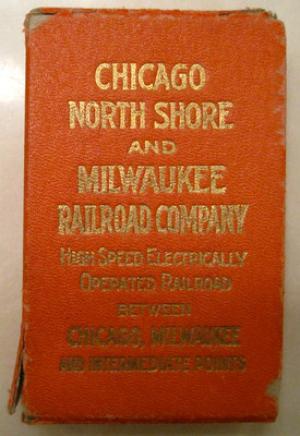 CHICAGO
NORTH SHORE
AND
MILWAUKEE
RAILROAD COMPANY
HIGH SPEED ELECTRICALLY
OPERATED RAILROAD
BETWEEN
CHICAGO, MILWAUKEE
AND INTERMEDIATE POINTS